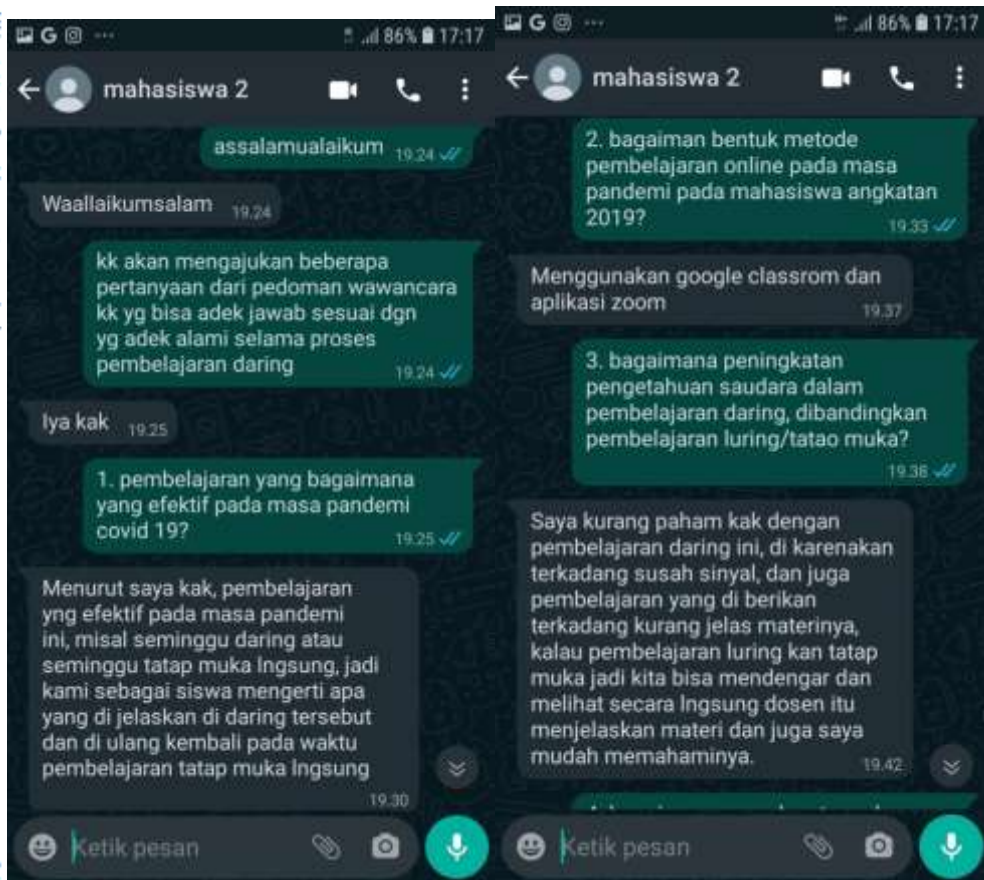 86% 17:17
mahasiswa 2
assalamualaikum 19.24
Waallaikumsalam 19.24
kk akan mengajukan beberapa
pertanyaan dari pedoman wawancara
kk yg bisa adek jawab sesuai dgn
yg adek alami selama proses
pembelajaran daring 19.24
Iya kak 19.25
1. pembelajaran yang bagaimana
yang efektif pada masa pandemi
covid 19? 19.25
Menurut saya kak, pembelajaran
yng efektif pada masa pandemi
ini, misal seminggu daring atau
seminggu tatap muka lngsung, jadi
kami sebagai siswa mengerti apa
yang di jelaskan di daring tersebut
dan di ulang kembali pada waktu
pembelajaran tatap muka lngsung
19.30
Ketik pesan
86% 17:17
mahasiswa 2
2. bagaiman bentuk metode
pembelajaran online pada masa
pandemi pada mahasiswa angkatan
2019? 19.33
Menggunakan google classrom dan
aplikasi zoom 19.37
3. bagaimana peningkatan
pengetahuan saudara dalam
pembelajaran daring, dibandingkan
pembelajaran luring/tatao muka?
19.38
Saya kurang paham kak dengan
pembelajaran daring ini, di karenakan
terkadang susah sinyal, dan juga
pembelajaran yang di berikan
terkadang kurang jelas materinya,
kalau pembelajaran luring kan tatap
muka jadi kita bisa mendengar dan
melihat secara lngsung dosen itu
menjelaskan materi dan juga saya
mudah memahaminya. 19.42
Ketik pesan